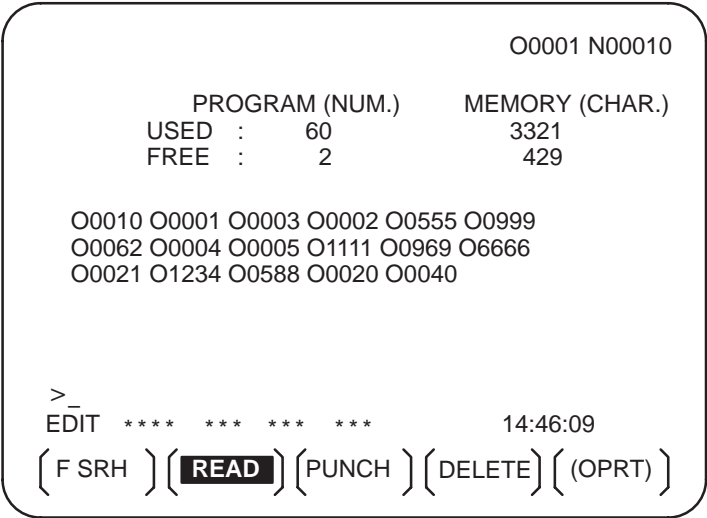 O0001 N00010
PROGRAM (NUM.) MEMORY (CHAR.)
USED : 60 3321
FREE : 2 429
O0010 O0001 O0003 O0002 O0555 O0999
O0062 O0004 O0005 O1111 O0969 O6666
O0021 O1234 O0588 O0020 O0040
>_
EDIT **** *** *** *** 14:46:09
[F SRH] [READ] [PUNCH] [DELETE] [(OPRT)]